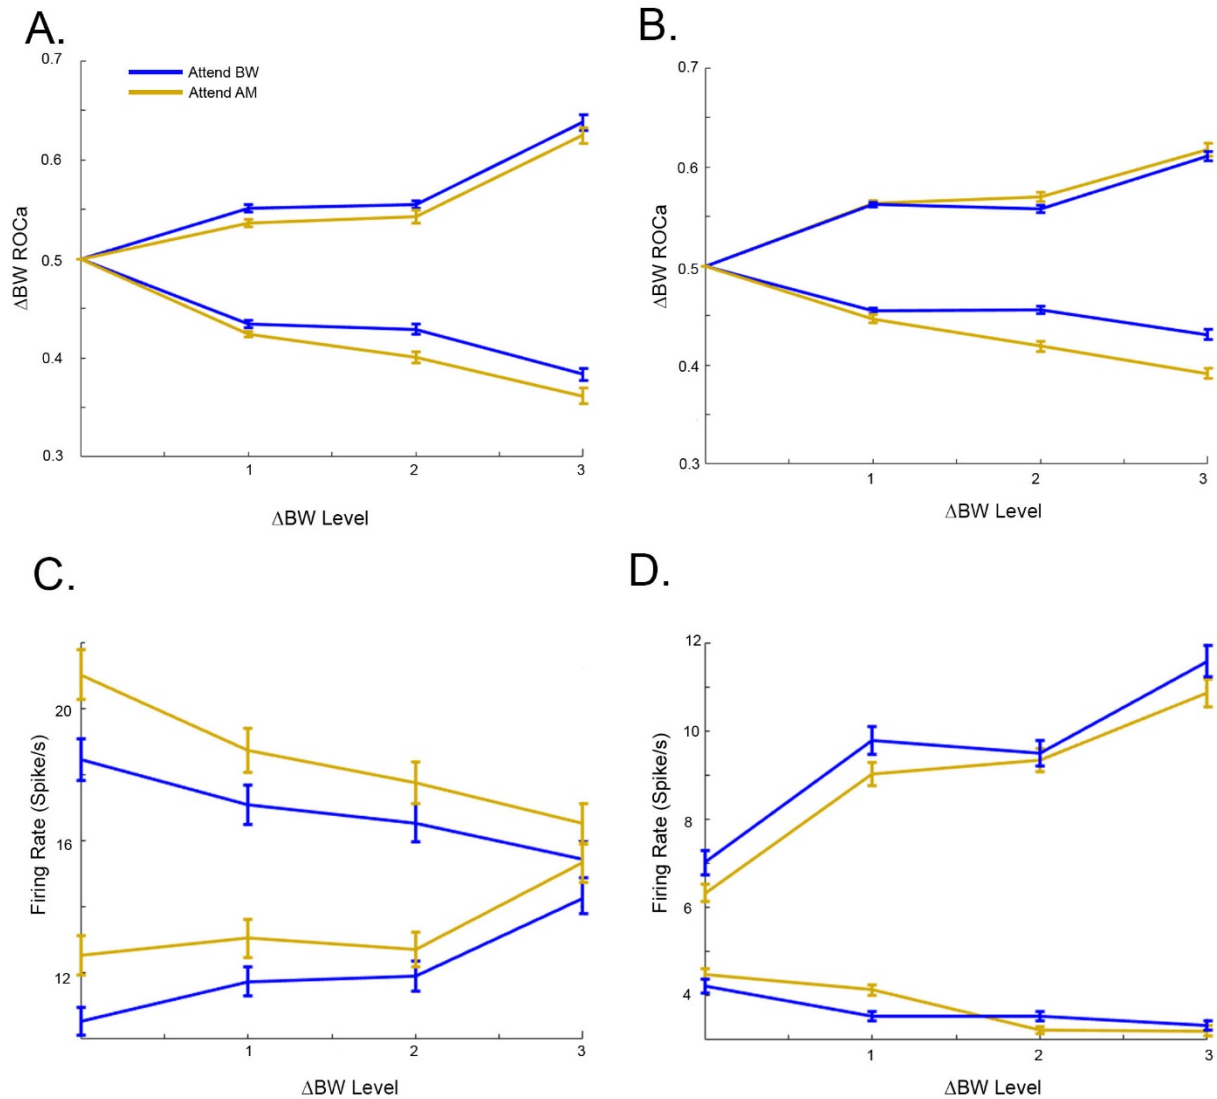 A.
0.7
Attend BW
Attend AM
0.6
0.5
0.4
0.3
ΔBW ROCa
1 2 3
ΔBW Level
B.
0.7
0.6
0.5
0.4
0.3
ΔBW ROCa
1 2 3
ΔBW Level
C.
20
16
12
Firing Rate (Spike/s)
1 2 3
ΔBW Level
D.
12
10
8
6
4
Firing Rate (Spike/s)
1 2 3
ΔBW Level